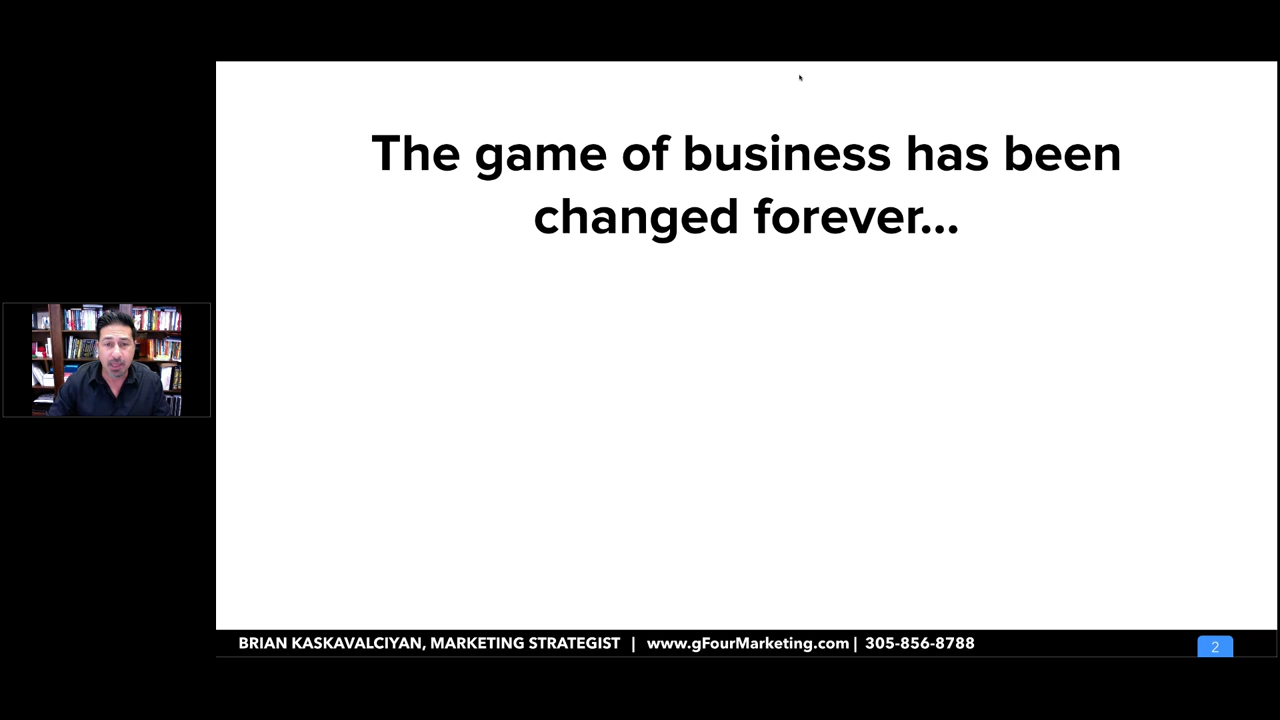 The game of business has been
changed forever...
BRIAN KASKAVALCIYAN, MARKETING STRATEGIST | www.gFourMarketing.com | 305-856-8788
2